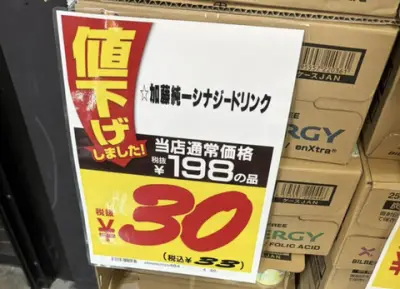 値下げ
しました!
☆加藤純一シナジードリンク
当店通常価格
税抜
¥198の品
税抜
¥30
(税込¥33)
ケースJAN
ERGY
enXtra®
FREE
ERGY
FOLIC ACID
BILBE